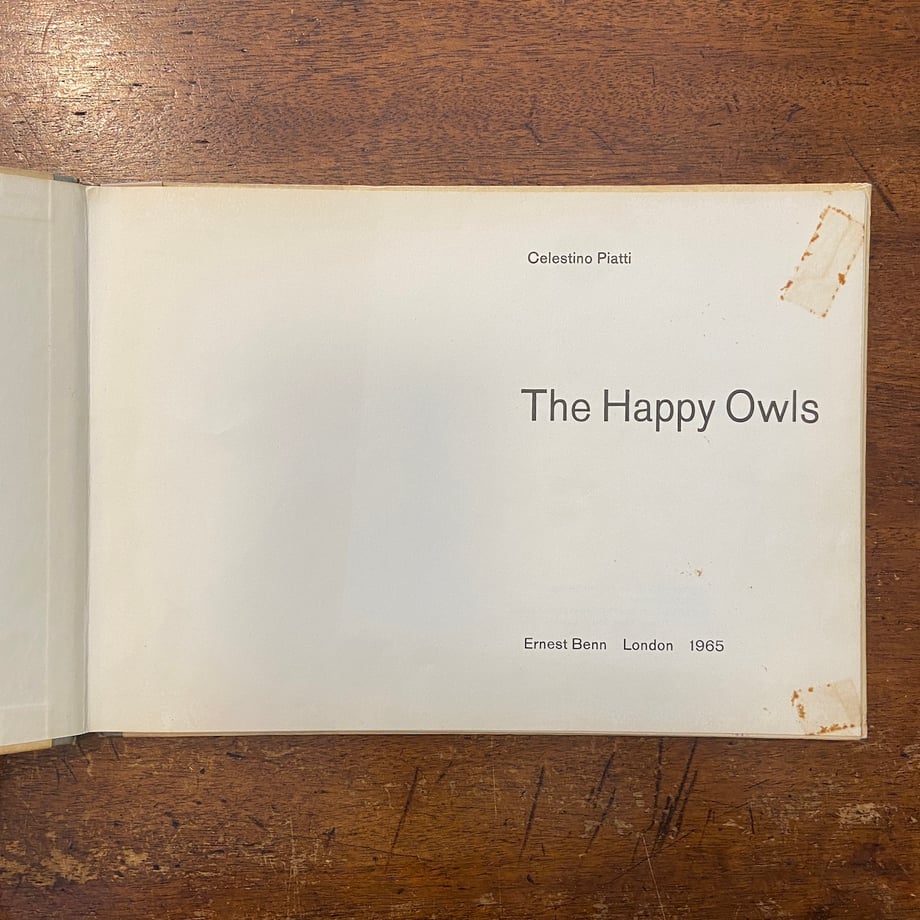 Celestino Piatti
The Happy Owls
Ernest Benn London 1965